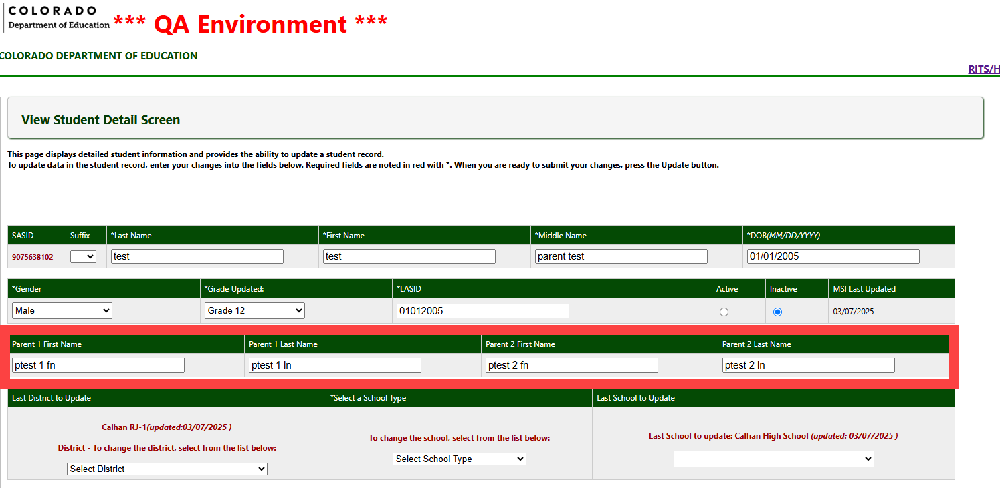 COLORADO
Department of Education
*** QA Environment ***
COLORADO DEPARTMENT OF EDUCATION
RITS/H
View Student Detail Screen
This page displays detailed student information and provides the ability to update a student record.
To update data in the student record, enter your changes into the fields below. Required fields are noted in red with *. When you are ready to submit your changes, press the Update button.
SASID Suffix *Last Name *First Name *Middle Name *DOB(MM/DD/YYYY)
9075638102 test test parent test 01/01/2005
*Gender *Grade Updated: *LASID Active Inactive MSI Last Updated
Male Grade 12 01012005 03/07/2025
Parent 1 First Name Parent 1 Last Name Parent 2 First Name Parent 2 Last Name
ptest 1 fn ptest 1 ln ptest 2 fn ptest 2 ln
Last District to Update *Select a School Type Last School to Update
Calhan RJ-1(updated:03/07/2025 )
District - To change the district, select from the list below:
Select District
To change the school, select from the list below:
Select School Type
Last School to update: Calhan High School (updated: 03/07/2025 )